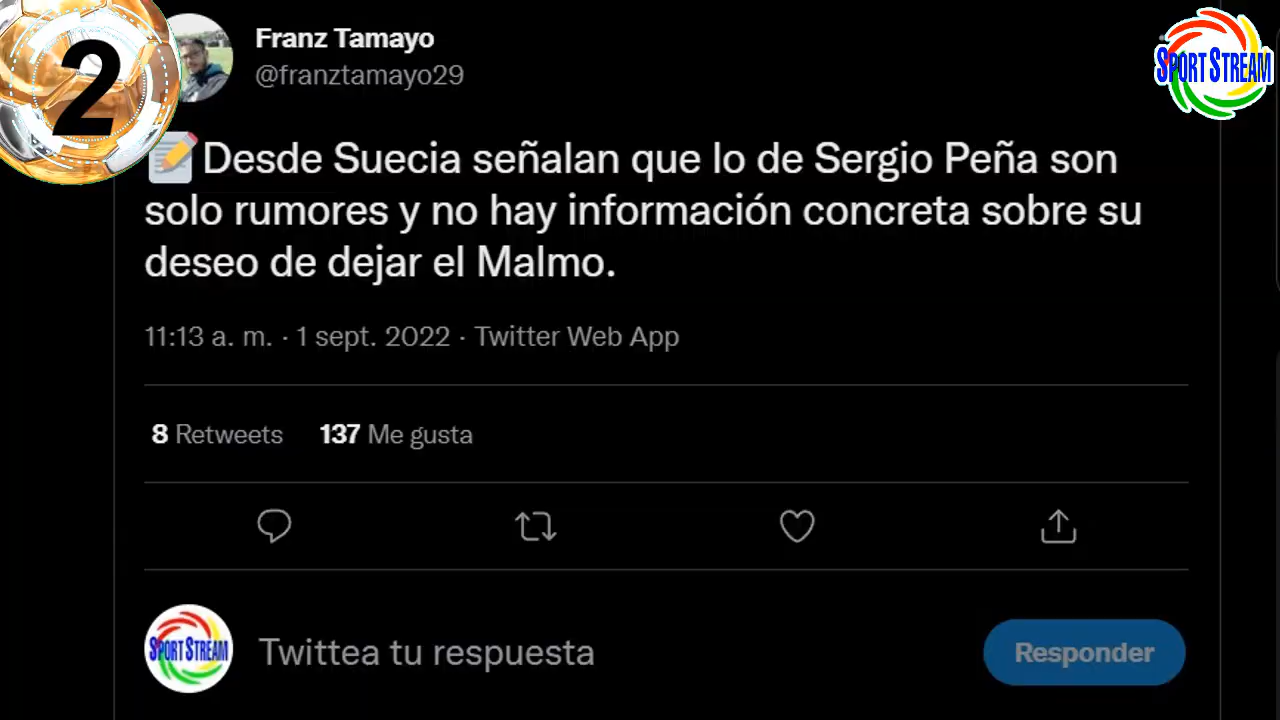 2
Franz Tamayo
@franztamayo29
SPORT STREAM
Desde Suecia señalan que lo de Sergio Peña son
solo rumores y no hay información concreta sobre su
deseo de dejar el Malmo.
11:13 a. m. · 1 sept. 2022 · Twitter Web App
8 Retweets 137 Me gusta
SPORT STREAM
Twittea tu respuesta
Responder